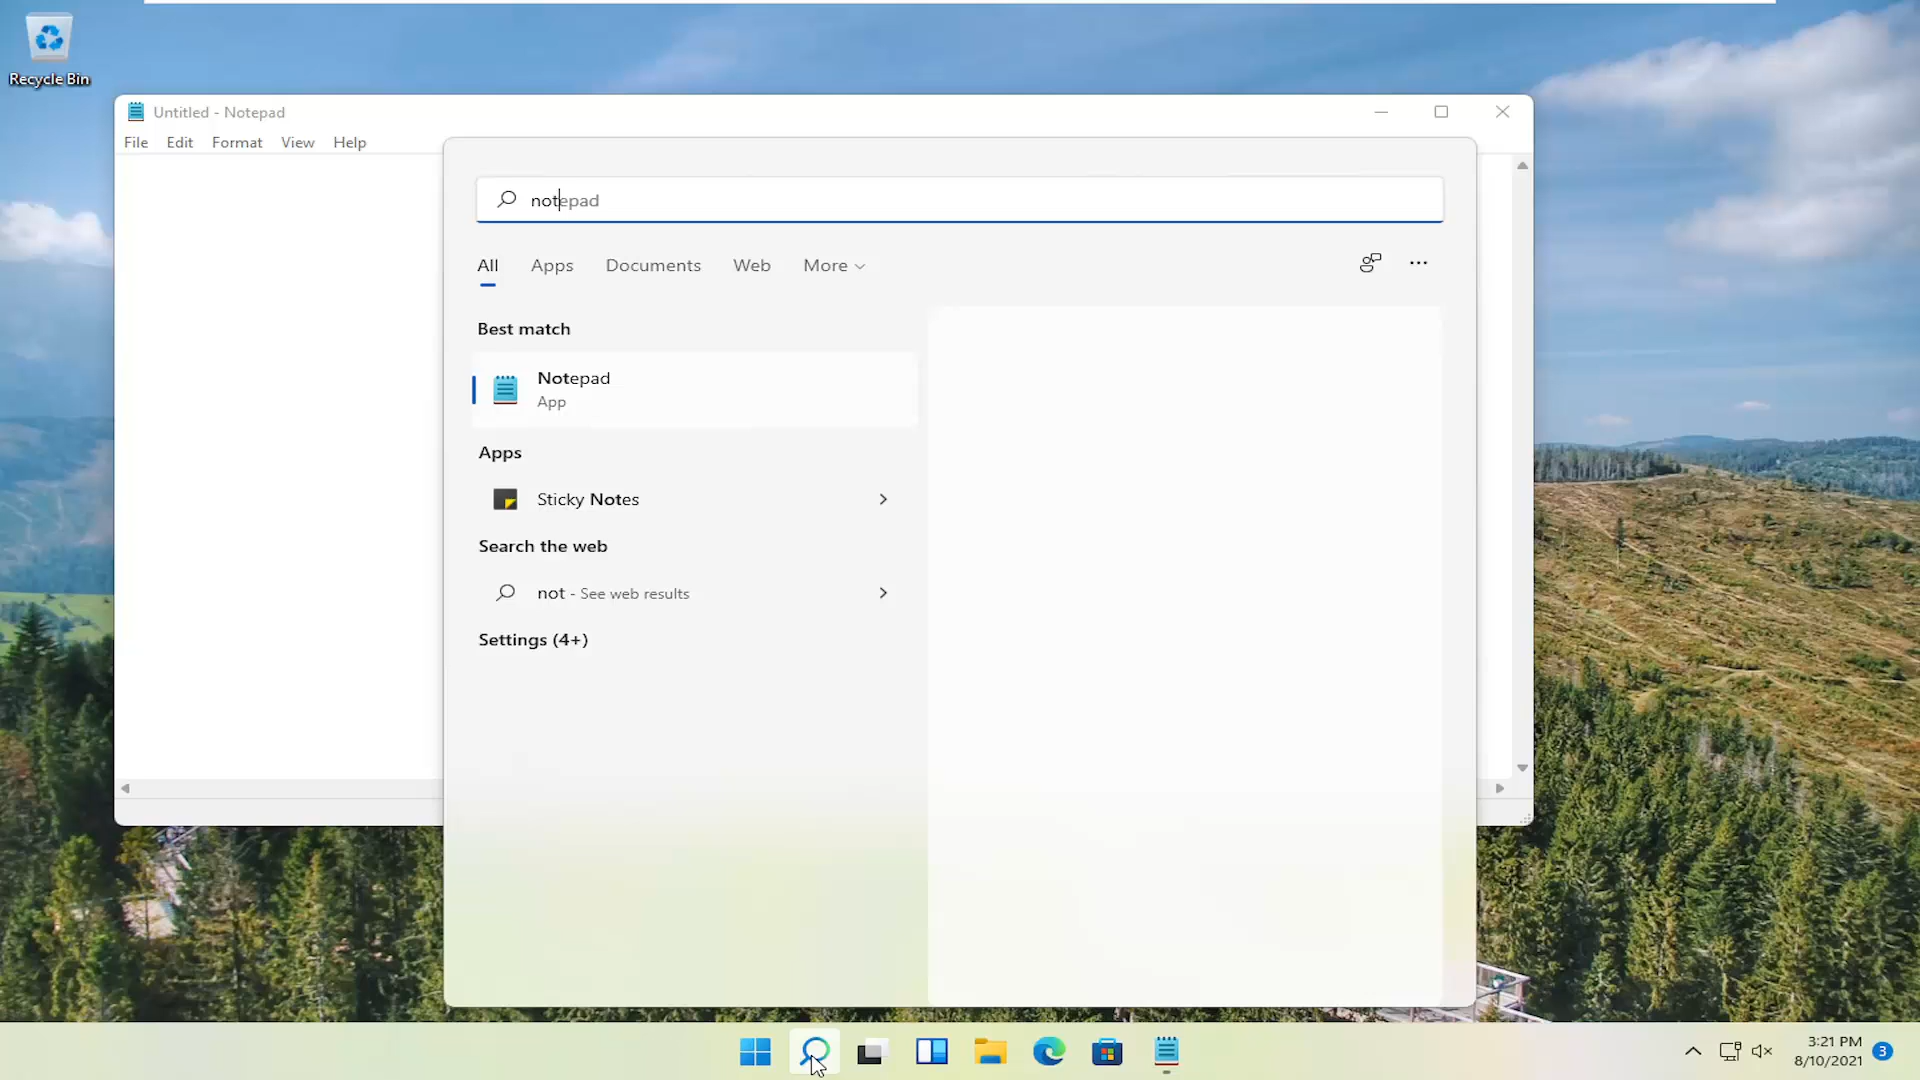 Recycle Bin
Untitled - Notepad
File Edit Format View Help
notepad
All Apps Documents Web More
Best match
Notepad
App
Apps
Sticky Notes
Search the web
not - See web results
Settings (4+)
3:21 PM
8/10/2021
3